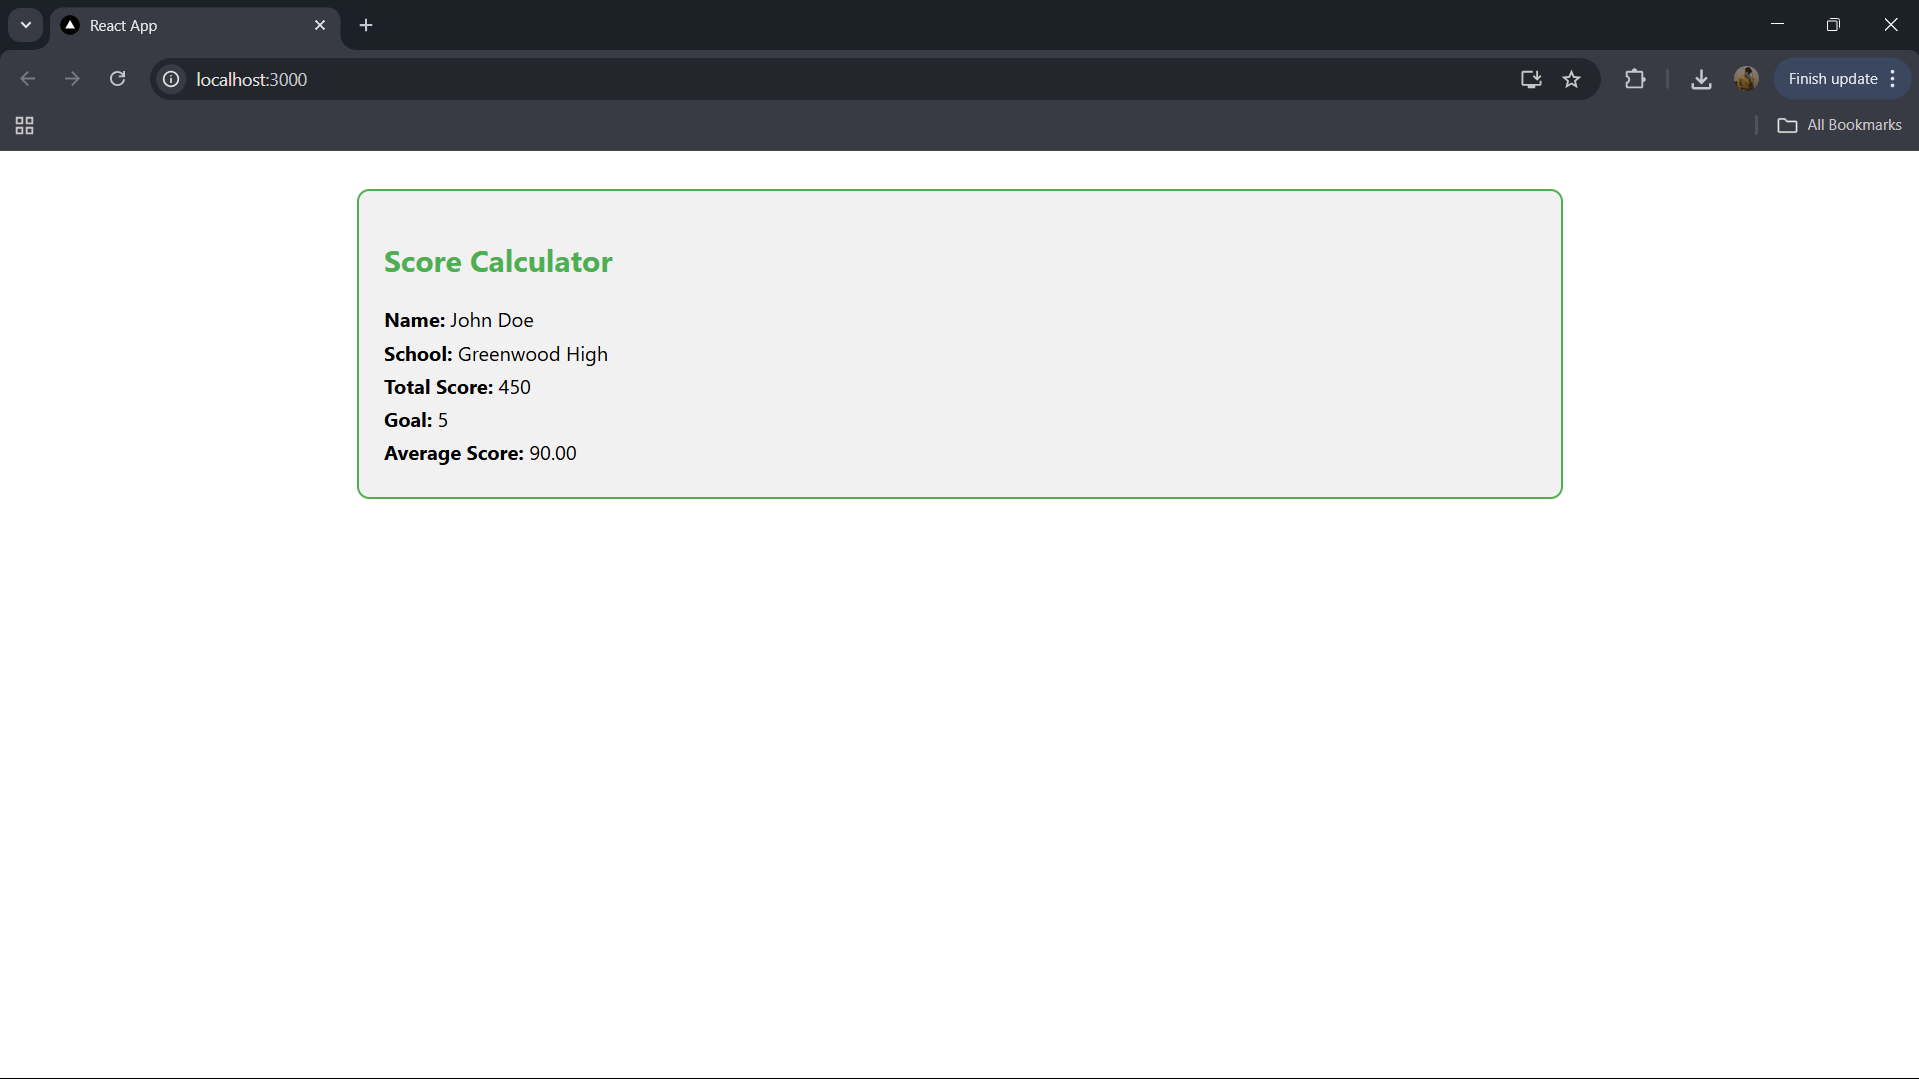 React App
localhost:3000
Finish update
All Bookmarks
Score Calculator
Name: John Doe
School: Greenwood High
Total Score: 450
Goal: 5
Average Score: 90.00